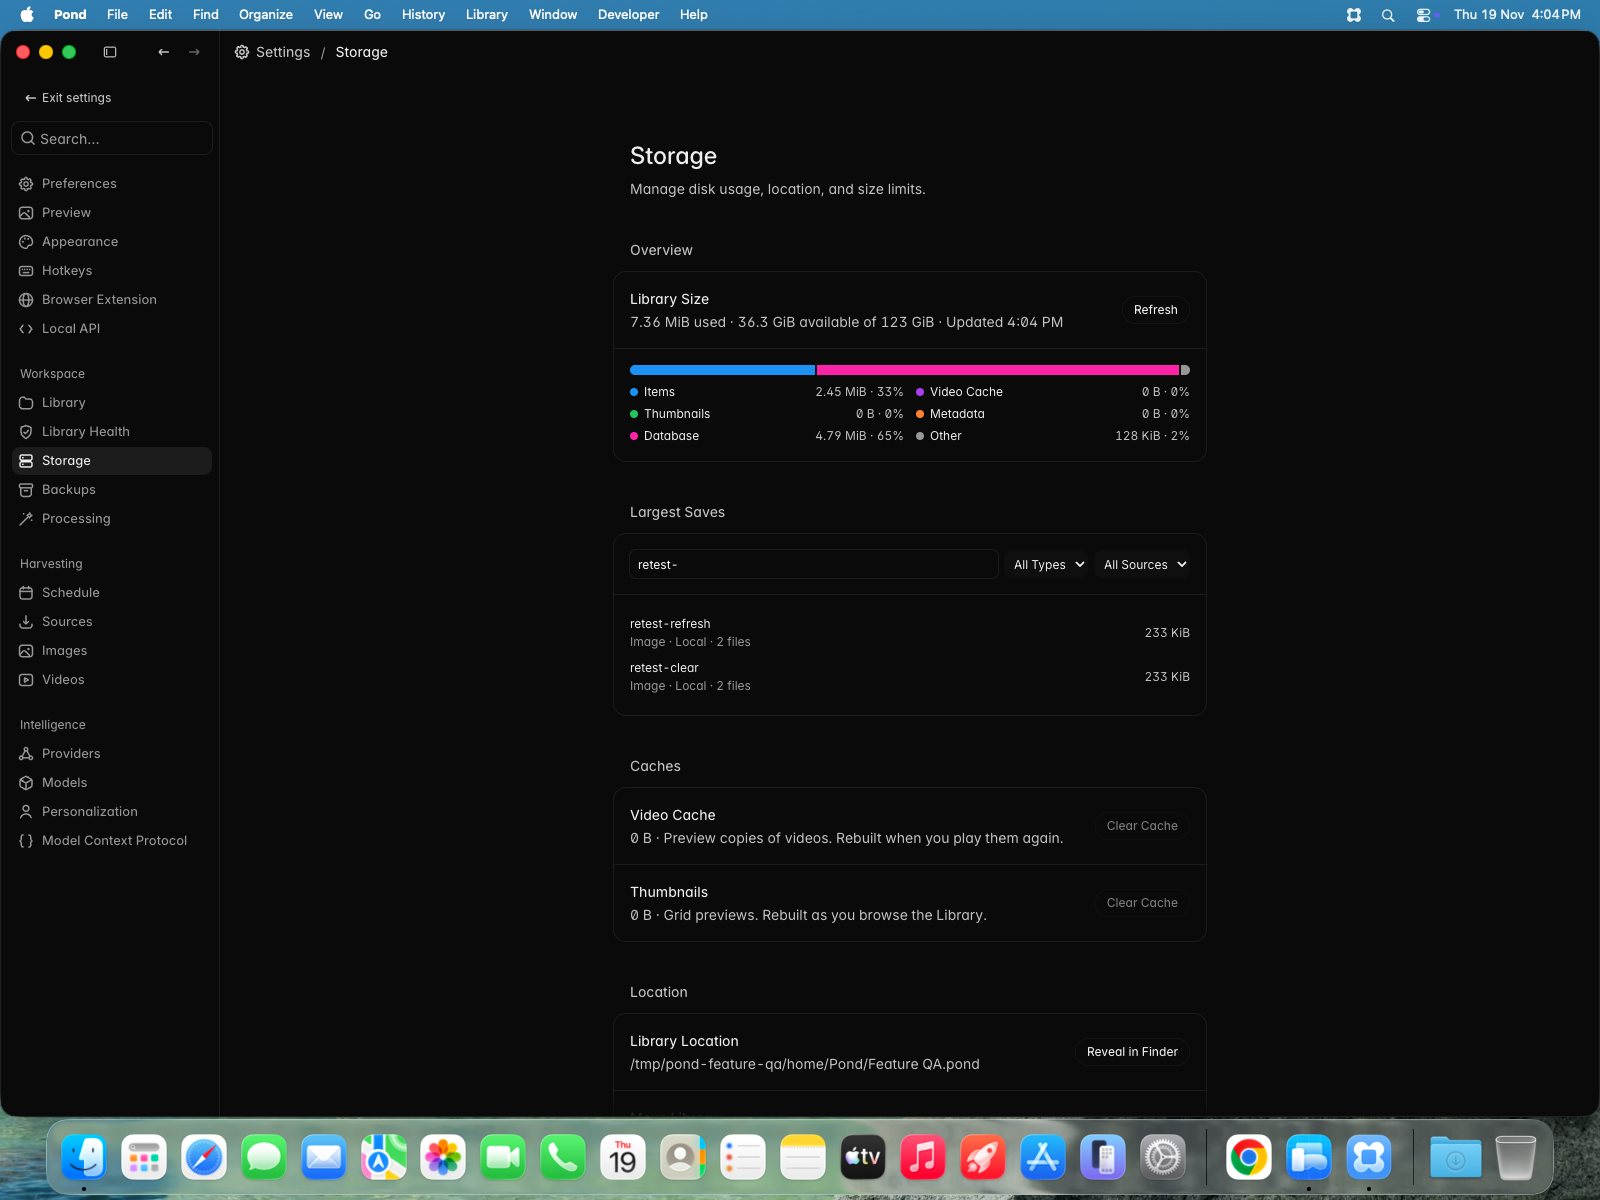 Pond File Edit Find Organize View Go History Library Window Developer Help Thu 19 Nov 4:04 PM
Settings / Storage
← Exit settings
Search...
Preferences
Preview
Appearance
Hotkeys
Browser Extension
Local API
Workspace
Library
Library Health
Storage
Backups
Processing
Harvesting
Schedule
Sources
Images
Videos
Intelligence
Providers
Models
Personalization
Model Context Protocol
Storage
Manage disk usage, location, and size limits.
Overview
Library Size
7.36 MiB used · 36.3 GiB available of 123 GiB · Updated 4:04 PM
Refresh
Items 2.45 MiB · 33% Video Cache 0 B · 0%
Thumbnails 0 B · 0% Metadata 0 B · 0%
Database 4.79 MiB · 65% Other 128 KiB · 2%
Largest Saves
retest- All Types All Sources
retest-refresh
Image · Local · 2 files
233 KiB
retest-clear
Image · Local · 2 files
233 KiB
Caches
Video Cache
0 B · Preview copies of videos. Rebuilt when you play them again.
Clear Cache
Thumbnails
0 B · Grid previews. Rebuilt as you browse the Library.
Clear Cache
Location
Library Location
/tmp/pond-feature-qa/home/Pond/Feature QA.pond
Reveal in Finder
Thu
19
tv